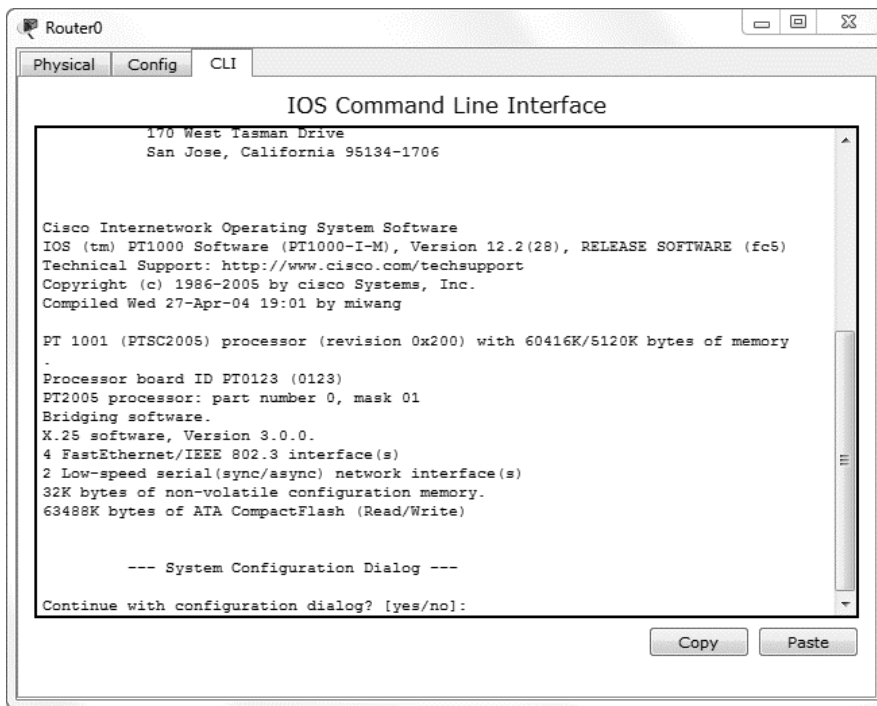 Router0
Physical Config CLI
IOS Command Line Interface
170 West Tasman Drive
San Jose, California 95134-1706
Cisco Internetwork Operating System Software
IOS (tm) PT1000 Software (PT1000-I-M), Version 12.2(28), RELEASE SOFTWARE (fc5)
Technical Support: http://www.cisco.com/techsupport
Copyright (c) 1986-2005 by cisco Systems, Inc.
Compiled Wed 27-Apr-04 19:01 by miwang
PT 1001 (PTSC2005) processor (revision 0x200) with 60416K/5120K bytes of memory
.
Processor board ID PT0123 (0123)
PT2005 processor: part number 0, mask 01
Bridging software.
X.25 software, Version 3.0.0.
4 FastEthernet/IEEE 802.3 interface(s)
2 Low-speed serial(sync/async) network interface(s)
32K bytes of non-volatile configuration memory.
63488K bytes of ATA CompactFlash (Read/Write)
--- System Configuration Dialog ---
Continue with configuration dialog? [yes/no]:
Copy Paste